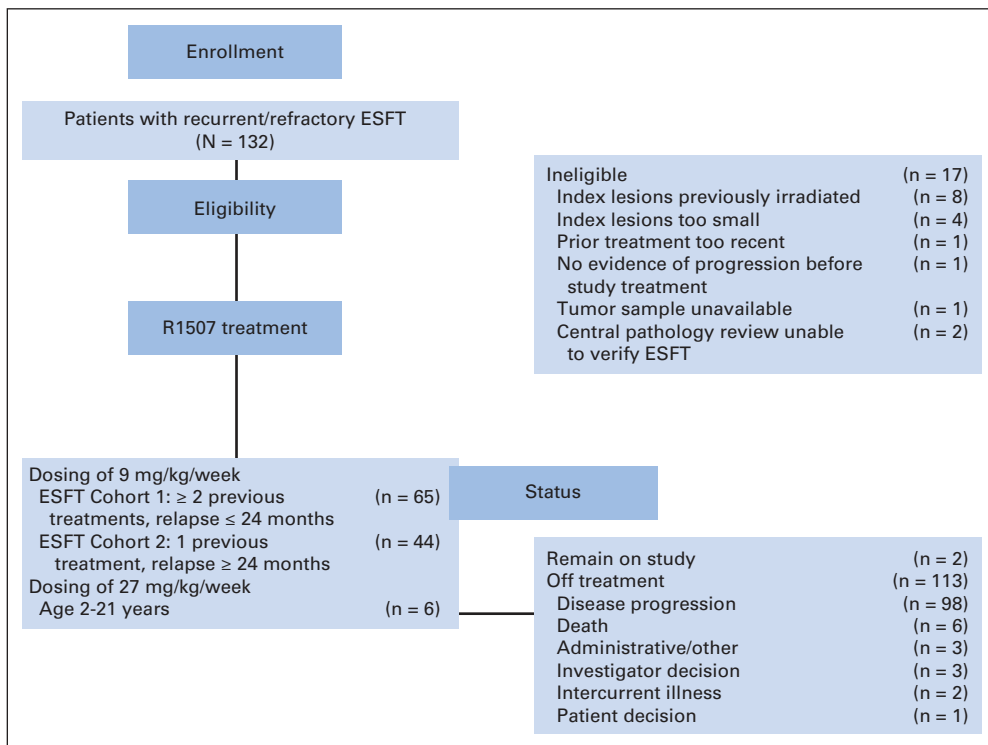 Enrollment
Patients with recurrent/refractory ESFT
(N = 132)
Eligibility
R1507 treatment
Ineligible (n = 17)
Index lesions previously irradiated (n = 8)
Index lesions too small (n = 4)
Prior treatment too recent (n = 1)
No evidence of progression before (n = 1)
study treatment
Tumor sample unavailable (n = 1)
Central pathology review unable (n = 2)
to verify ESFT
Dosing of 9 mg/kg/week
ESFT Cohort 1: ≥ 2 previous (n = 65)
treatments, relapse ≤ 24 months
ESFT Cohort 2: 1 previous (n = 44)
treatment, relapse ≥ 24 months
Dosing of 27 mg/kg/week
Age 2-21 years (n = 6)
Status
Remain on study (n = 2)
Off treatment (n = 113)
Disease progression (n = 98)
Death (n = 6)
Administrative/other (n = 3)
Investigator decision (n = 3)
Intercurrent illness (n = 2)
Patient decision (n = 1)